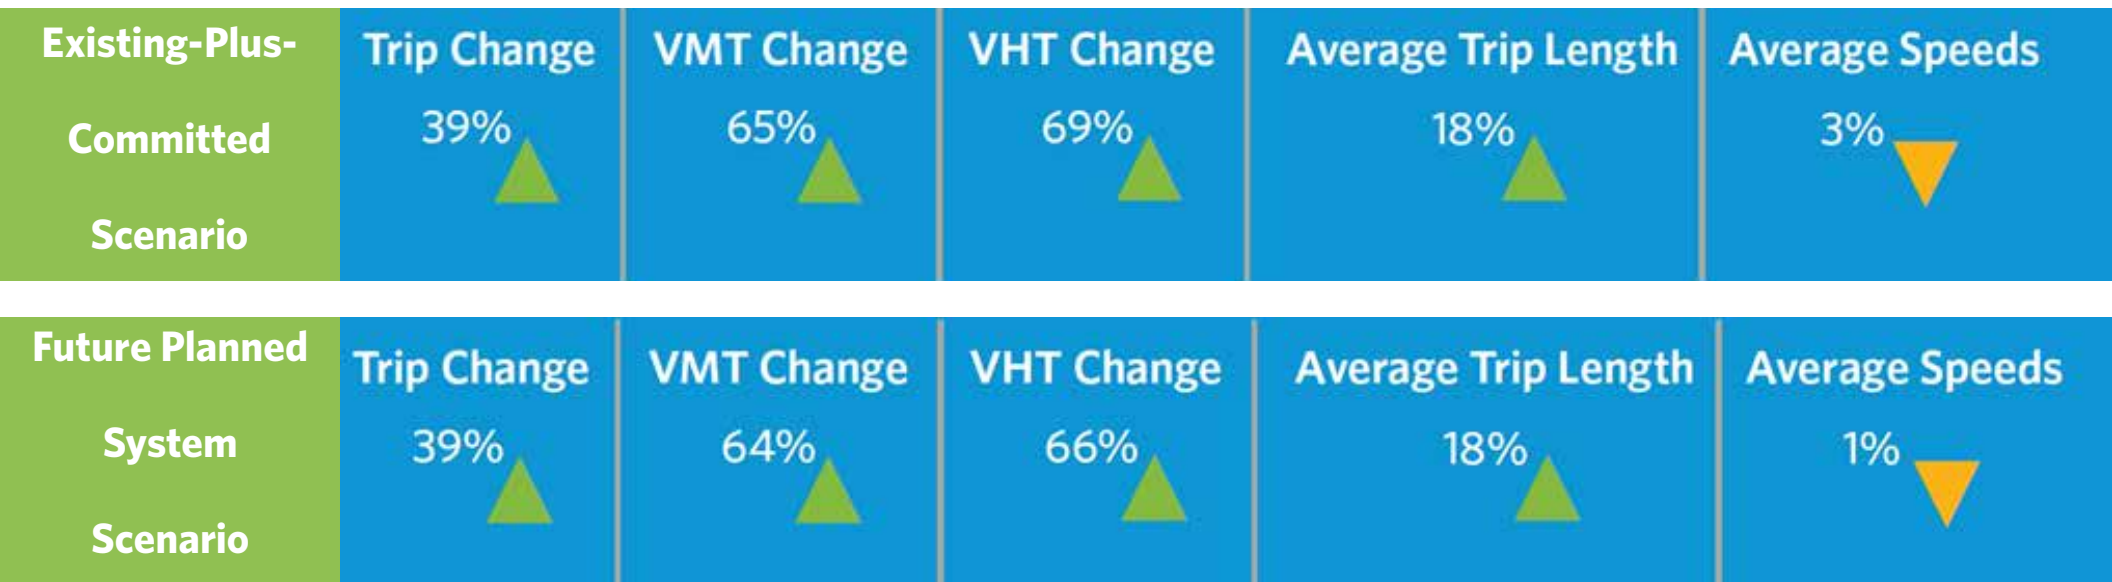 Existing-Plus-
Committed
Scenario
Trip Change VMT Change VHT Change Average Trip Length Average Speeds
39% 65% 69% 18% 3%
Future Planned
System
Scenario
Trip Change VMT Change VHT Change Average Trip Length Average Speeds
39% 64% 66% 18% 1%